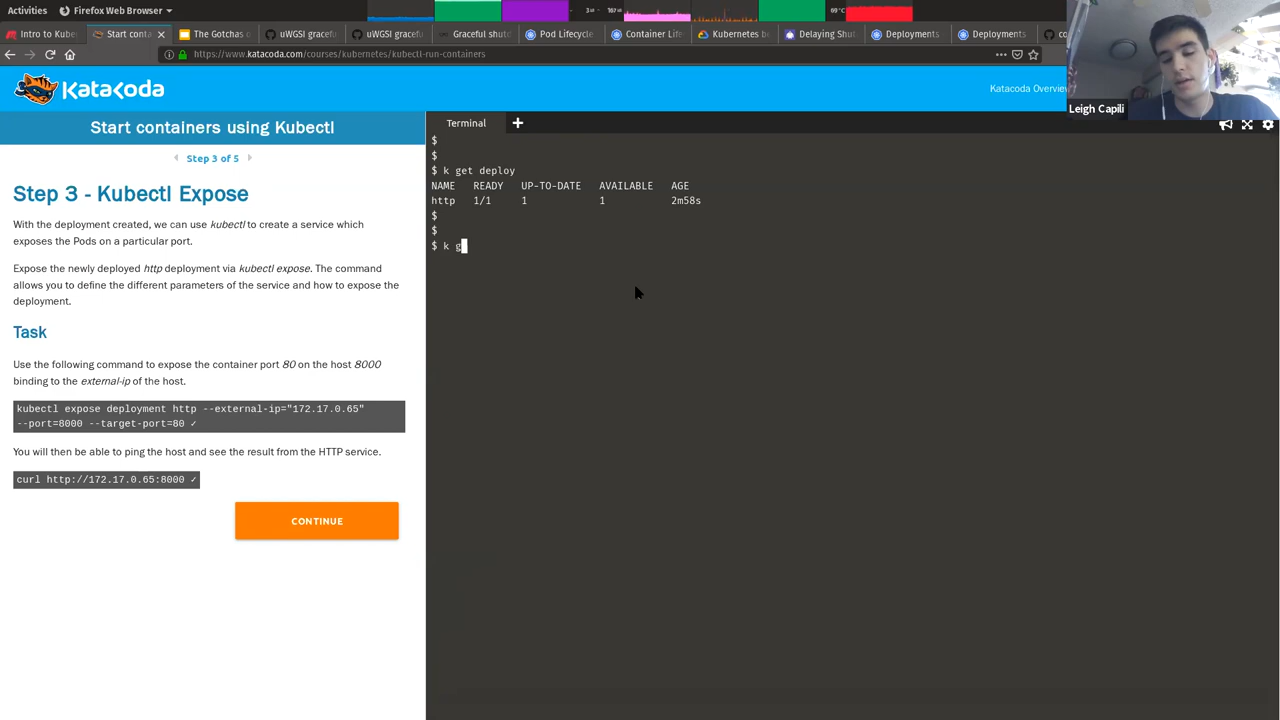 Activities
Firefox Web Browser
69°C
Intro to Kube
Start conta
The Gotchas o
uWSGI graceful
uWSGI graceful
Graceful shutd
Pod Lifecycle
Container Life
Kubernetes be
Delaying Shut
Deployments
Deployments
https://www.katacoda.com/courses/kubernetes/kubectl-run-containers
Katacoda
Katacoda Overview
Leigh Capili
Start containers using Kubectl
Step 3 of 5
Step 3 - Kubectl Expose
With the deployment created, we can use kubectl to create a service which
exposes the Pods on a particular port.
Expose the newly deployed http deployment via kubectl expose. The command
allows you to define the different parameters of the service and how to expose the
deployment.
Task
Use the following command to expose the container port 80 on the host 8000
binding to the external-ip of the host.
kubectl expose deployment http --external-ip="172.17.0.65"
--port=8000 --target-port=80 ✓
You will then be able to ping the host and see the result from the HTTP service.
curl http://172.17.0.65:8000 ✓
CONTINUE
Terminal
$
$
$ k get deploy
NAME READY UP-TO-DATE AVAILABLE AGE
http 1/1 1 1 2m58s
$
$
$ k g